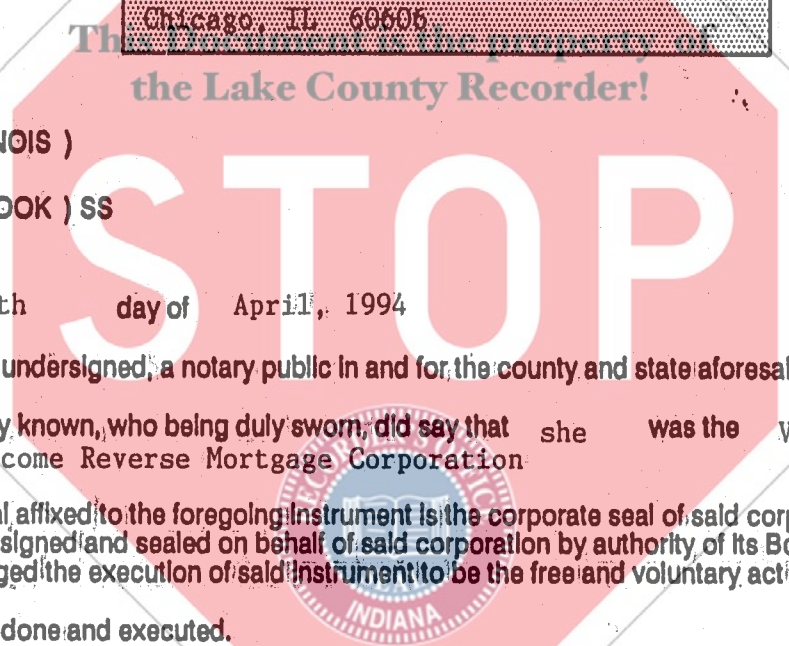 Chicago, IL 60606
This Document is the property of
the Lake County Recorder!
NOIS )
OOK ) SS
STOP
th day of April, 1994
undersigned, a notary public in and for the county and state aforesai
y known, who being duly sworn, did say that she was the V
come Reverse Mortgage Corporation
l affixed to the foregoing instrument is the corporate seal of said corp
signed and sealed on behalf of said corporation by authority of its Bo
ged the execution of said instrument to be the free and voluntary act
RECORDER'S OFFICE
SEAL
INDIANA
done and executed.